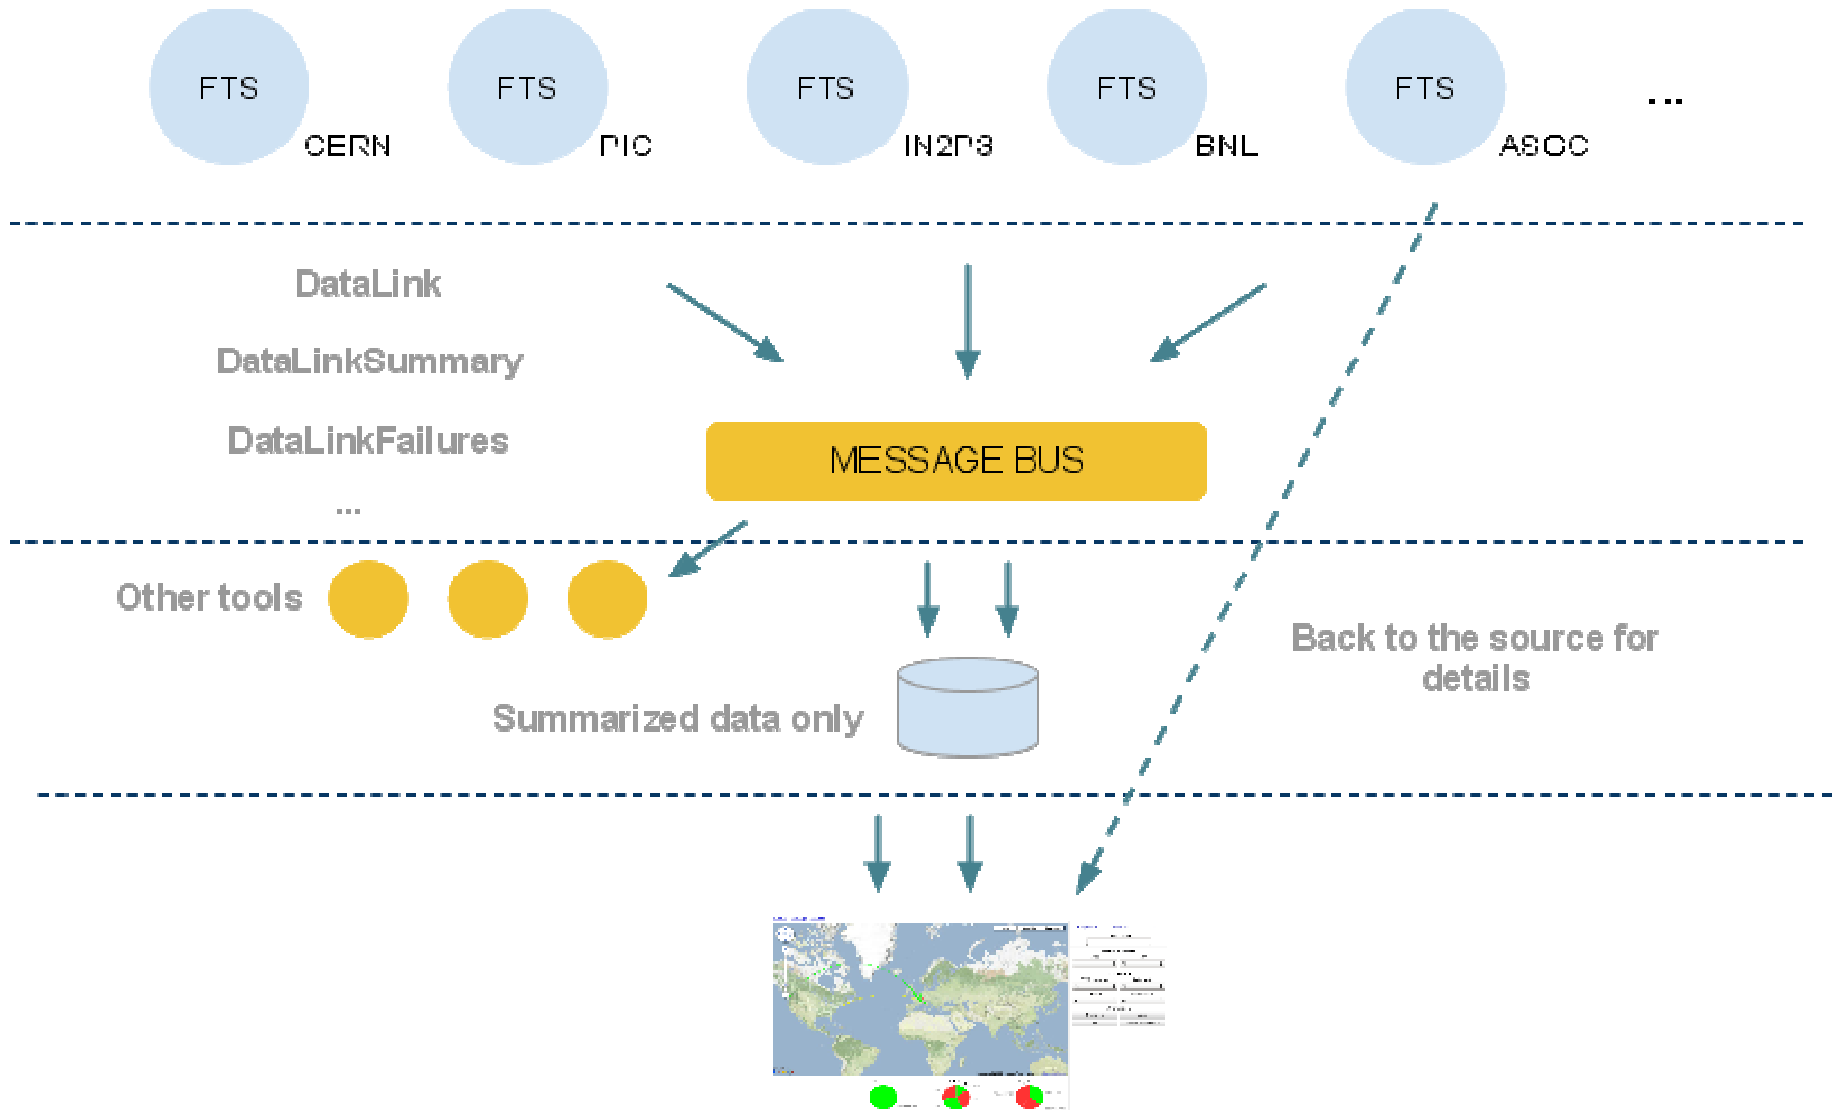 FTS
FTS
FTS
FTS
FTS
...
CERN
PIC
IN2P3
BNL
ASGC
DataLink
DataLinkSummary
DataLinkFailures
...
MESSAGE BUS
Other tools
Back to the source for
details
Summarized data only